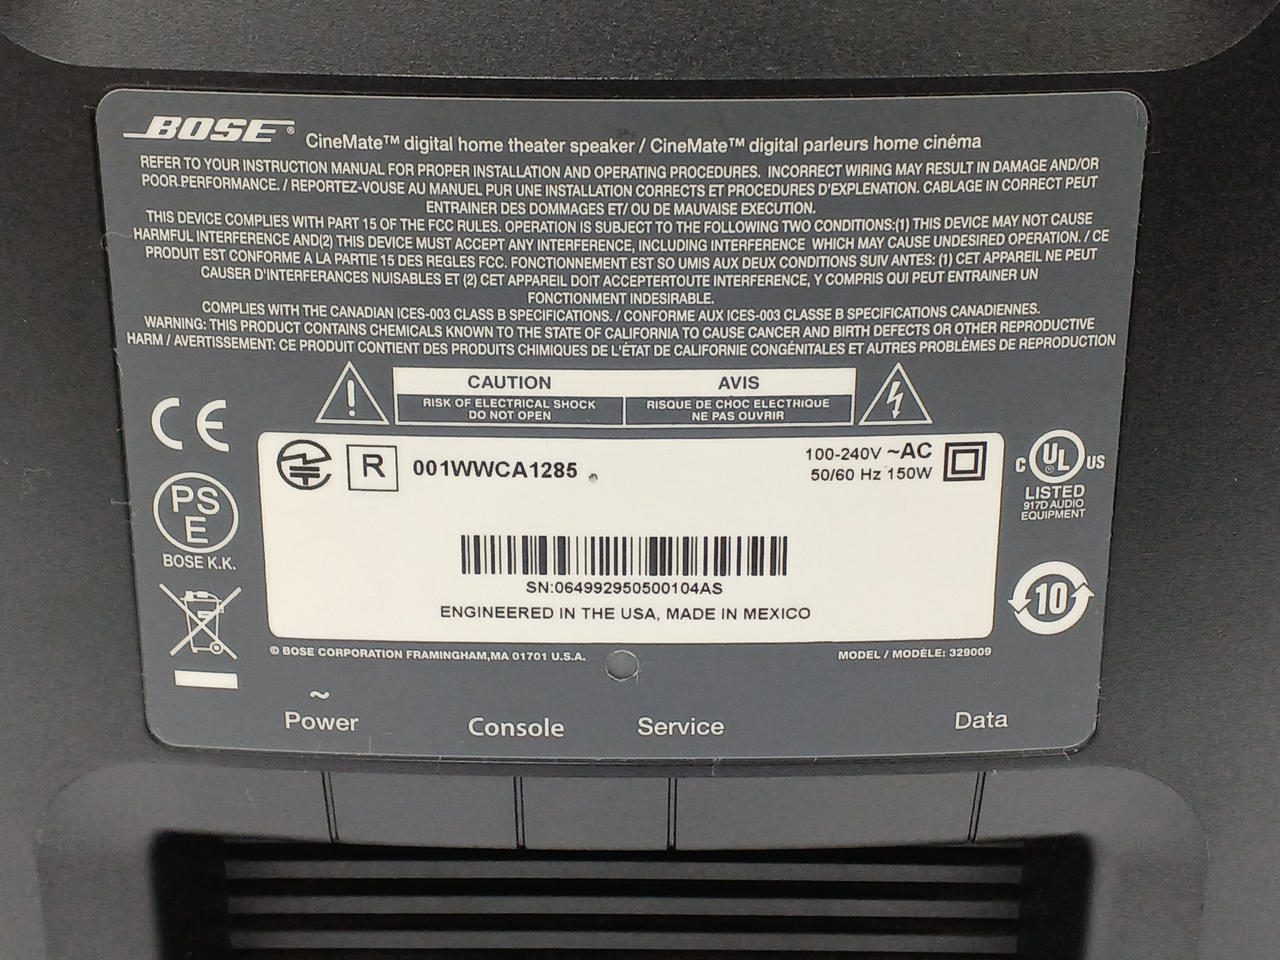 BOSE® CineMate™ digital home theater speaker / CineMate™ digital parleurs home cinéma
REFER TO YOUR INSTRUCTION MANUAL FOR PROPER INSTALLATION AND OPERATING PROCEDURES. INCORRECT WIRING MAY RESULT IN DAMAGE AND/OR
POOR.PERFORMANCE. / REPORTEZ-VOUSE AU MANUEL PUR UNE INSTALLATION CORRECTS ET PROCEDURES D'EXPLENATION. CABLAGE IN CORRECT PEUT
ENTRAINER DES DOMMAGES ET/ OU DE MAUVAISE EXECUTION.
THIS DEVICE COMPLIES WITH PART 15 OF THE FCC RULES. OPERATION IS SUBJECT TO THE FOLLOWING TWO CONDITIONS:(1) THIS DEVICE MAY NOT CAUSE
HARMFUL INTERFERENCE AND(2) THIS DEVICE MUST ACCEPT ANY INTERFERENCE, INCLUDING INTERFERENCE WHICH MAY CAUSE UNDESIRED OPERATION. / CE
PRODUIT EST CONFORME A LA PARTIE 15 DES REGLES FCC. FONCTIONNEMENT EST SO UMIS AUX DEUX CONDITIONS SUIV ANTES: (1) CET APPAREIL NE PEUT
CAUSER D'INTERFERANCES NUISABLES ET (2) CET APPAREIL DOIT ACCEPTERTOUTE INTERFERENCE, Y COMPRIS QUI PEUT ENTRAINER UN
FONCTIONMENT INDESIRABLE.
COMPLIES WITH THE CANADIAN ICES-003 CLASS B SPECIFICATIONS. / CONFORME AUX ICES-003 CLASSE B SPECIFICATIONS CANADIENNES.
WARNING: THIS PRODUCT CONTAINS CHEMICALS KNOWN TO THE STATE OF CALIFORNIA TO CAUSE CANCER AND BIRTH DEFECTS OR OTHER REPRODUCTIVE
HARM / AVERTISSEMENT: CE PRODUIT CONTIENT DES PRODUITS CHIMIQUES DE L'ÉTAT DE CALIFORNIE CONGÉNITALES ET AUTRES PROBLÈMES DE REPRODUCTION
CAUTION AVIS
RISK OF ELECTRICAL SHOCK RISQUE DE CHOC ELECTRIQUE
DO NOT OPEN NE PAS OUVRIR
CE
R 001WWCA1285
100-240V ~AC
50/60 Hz 150W
c UL US
LISTED
917D AUDIO
EQUIPMENT
PS
E
BOSE K.K.
SN:064992950500104AS
ENGINEERED IN THE USA, MADE IN MEXICO
10
© BOSE CORPORATION FRAMINGHAM,MA 01701 U.S.A.
MODEL / MODÈLE: 329009
~
Power Console Service Data